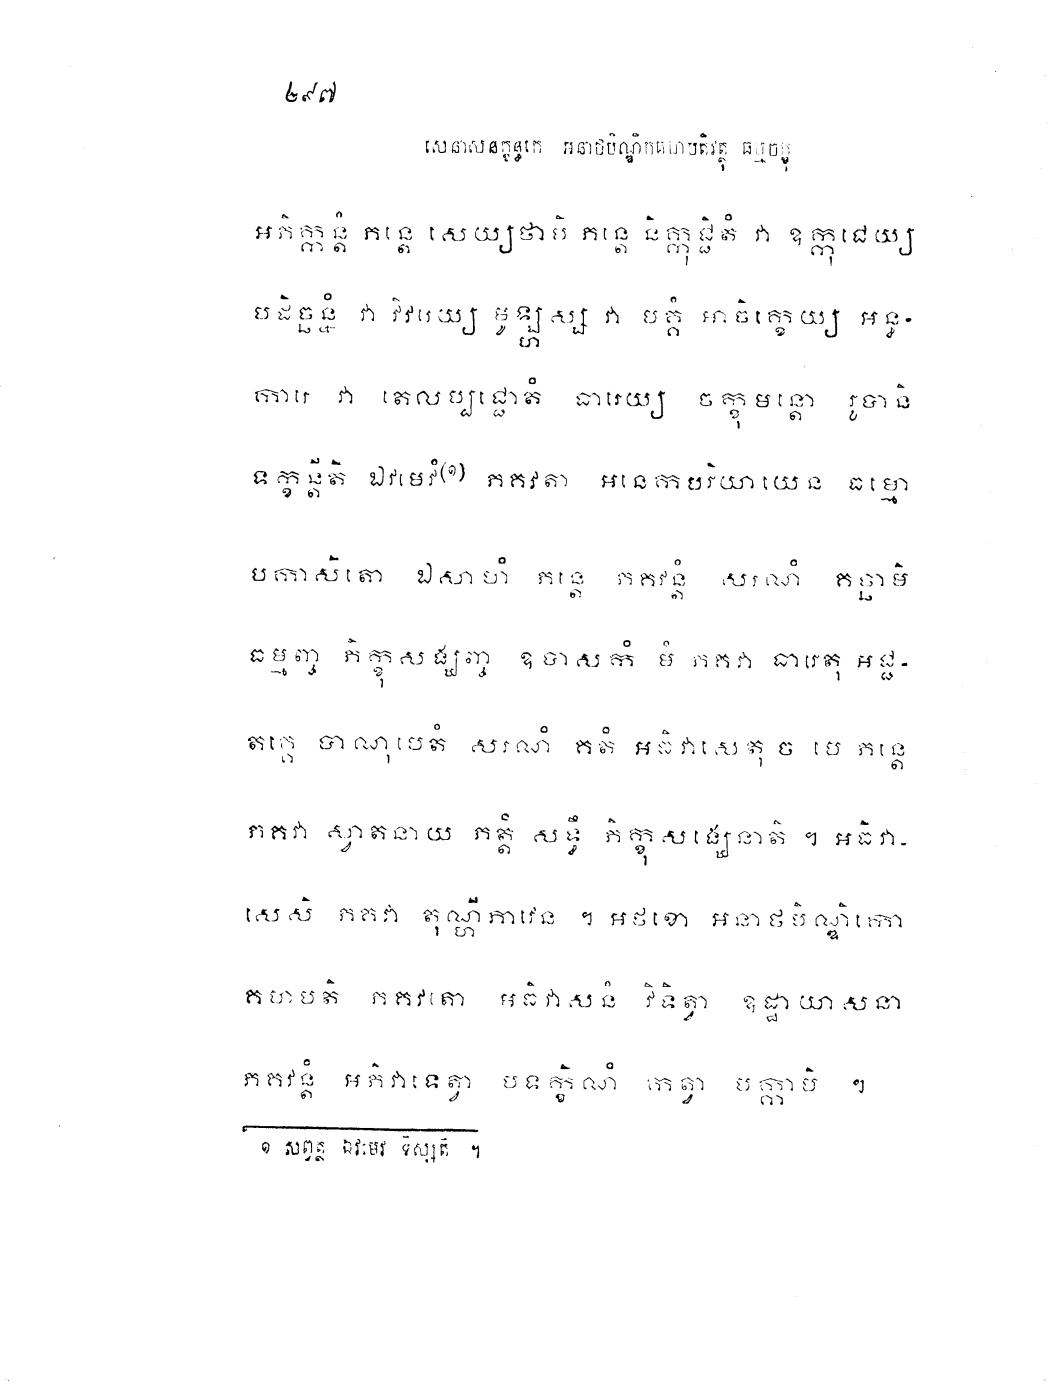 ២៩៧
សេនាសនក្ខន្ធកេ អនាថបិណ្ឌិកគហបតិវត្ថុ ធម្មចក្ខុ
អភិក្កន្តំ ភន្តេ សេយ្យថាបិ ភន្តេ និក្កុជ្ជិតំ វា ឧក្កុជេយ្យ
បដិច្ឆន្នំ វា វិវរេយ្យ មូឡ្ហស្ស វា មគ្គំ អាចិក្ខេយ្យ អន្ធ-
ការេ វា តេលប្បជ្ជោតំ ធារេយ្យ ចក្ខុមន្តោ រូបានិ
ទក្ខន្តីតិ ឯវមេវំ(១) ភគវតា អនេកបរិយាយេន ធម្មោ
បកាសិតោ ឯសាហំ ភន្តេ ភគវន្តំ សរណំ គច្ឆាមិ
ធម្មញ្ច ភិក្ខុសង្ឃញ្ច ឧបាសកំ មំ ភគវា ធារេតុ អជ្ជ-
តគ្គេ បាណុបេតំ សរណំ គតំ អធិវាសេតុ ច មេ ភន្តេ
ភគវា ស្វាតនាយ ភត្តំ សទ្ធឹ ភិក្ខុសង្ឃេនាតិ ។ អធិវា-
សេសិ ភគវា តុណ្ហីភាវេន ។ អថខោ អនាថបិណ្ឌិកោ
គហបតិ ភគវតោ អធិវាសនំ វិទិត្វា ឧដ្ឋាយាសនា
ភគវន្តំ អភិវាទេត្វា បទក្ខិណំ កត្វា បក្កាមិ ។
១ សព្វត្ថ ឯវមេវ ទិស្សតិ ។